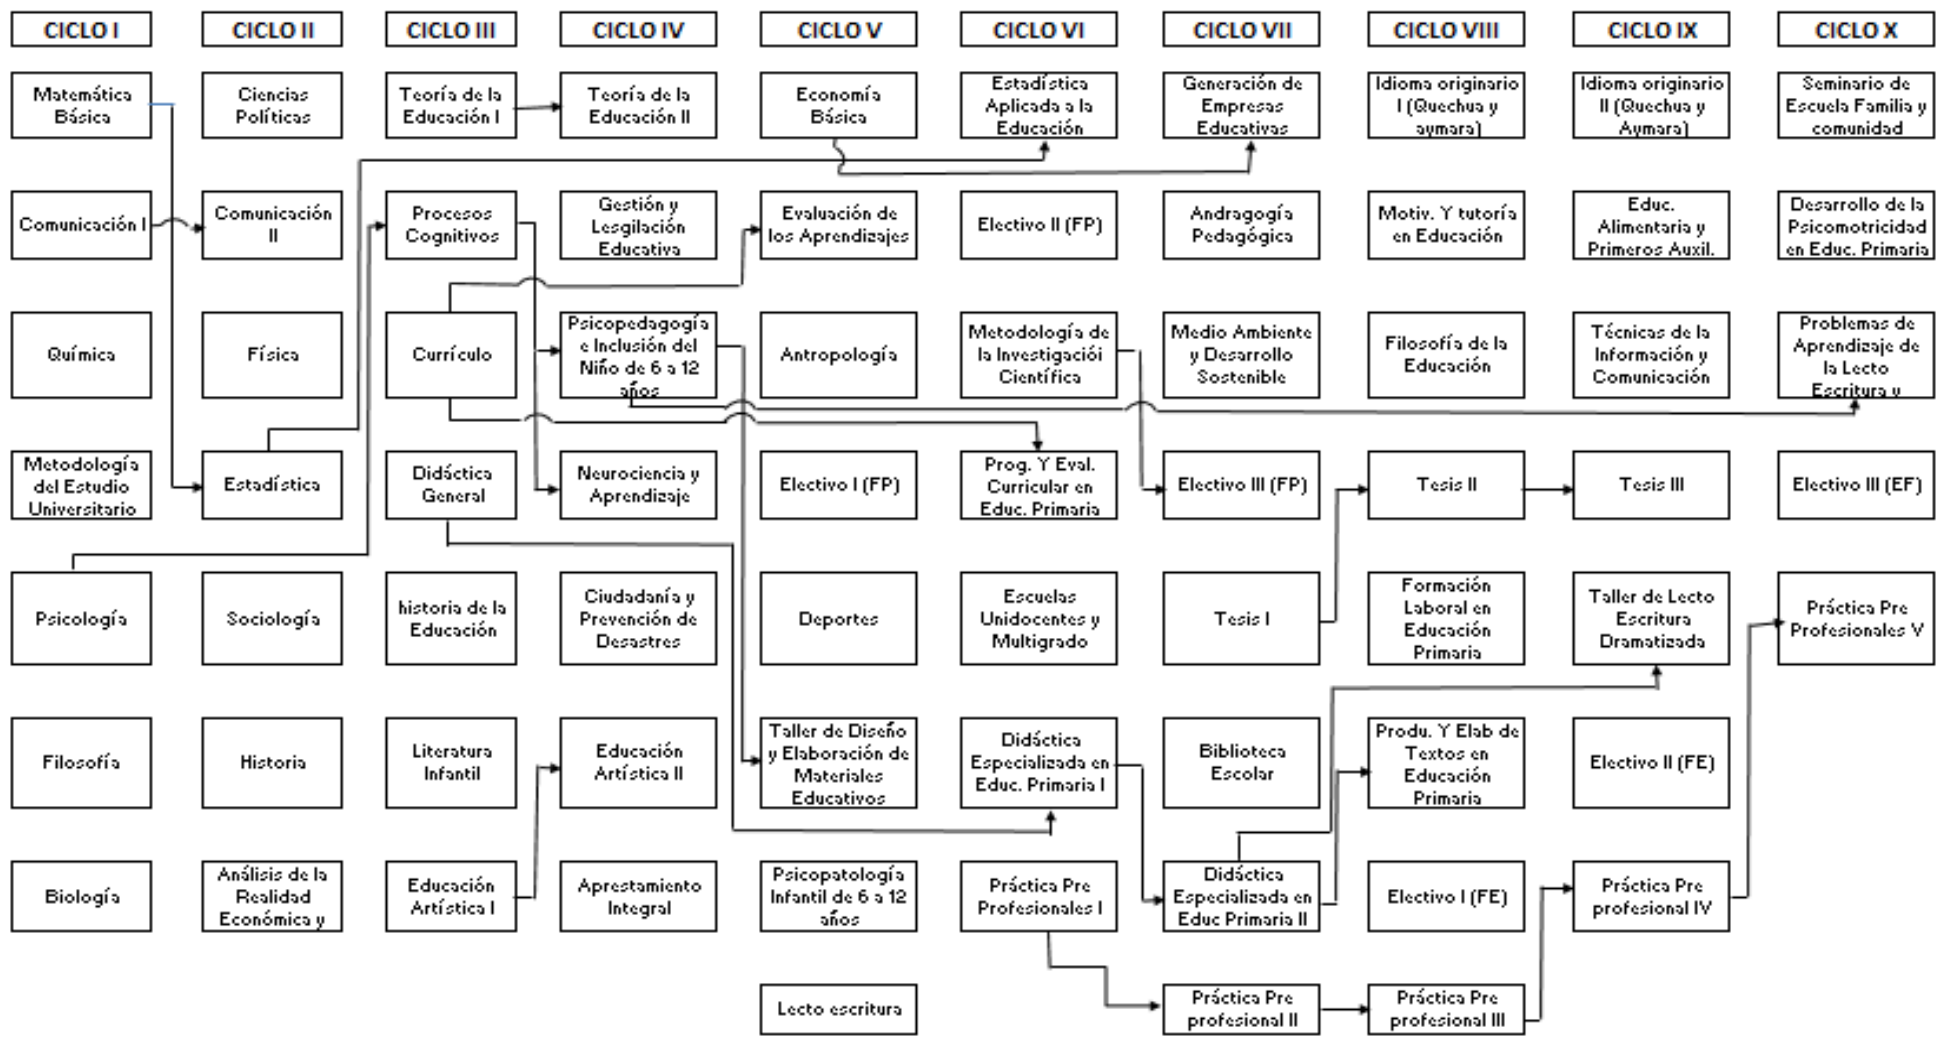 CICLO I
CICLO II
CICLO III
CICLO IV
CICLO V
CICLO VI
CICLO VII
CICLO VIII
CICLO IX
CICLO X
Matemática
Básica
Ciencias
Políticas
Teoría de la
Educación I
Teoría de la
Educación II
Economía
Básica
Estadística
Aplicada a la
Educación
Generación de
Empresas
Educativas
Idioma originario
I (Quechua y
aymara)
Idioma originario
II (Quechua y
Aymara)
Seminario de
Escuela Familia y
comunidad
Comunicación I
Comunicación
II
Procesos
Cognitivos
Gestión y
Lesgilación
Educativa
Evaluación de
los Aprendizajes
Electivo II (FP)
Andragogía
Pedagógica
Motiv. Y tutoría
en Educación
Educ.
Alimentaria y
Primeros Auxil.
Desarrollo de la
Psicomotricidad
en Educ. Primaria
Química
Física
Currículo
Psicopedagogía
e Inclusión del
Niño de 6 a 12
años
Antropología
Metodología de
la Investigaciói
Científica
Medio Ambiente
y Desarrollo
Sostenible
Filosofía de la
Educación
Técnicas de la
Información y
Comunicación
Problemas de
Aprendizaje de
la Lecto
Escritura y
Metodología
del Estudio
Universitario
Estadística
Didáctica
General
Neurociencia y
Aprendizaje
Electivo I (FP)
Prog. Y Eval.
Curricular en
Educ. Primaria
Electivo III (FP)
Tesis II
Tesis III
Electivo III (EF)
Psicología
Sociología
historia de la
Educación
Ciudadanía y
Prevención de
Desastres
Deportes
Escuelas
Unidocentes y
Multigrado
Tesis I
Formación
Laboral en
Educación
Primaria
Taller de Lecto
Escritura
Dramatizada
Práctica Pre
Profesionales V
Filosofía
Historia
Literatura
Infantil
Educación
Artística II
Taller de Diseño
y Elaboración de
Materiales
Educativos
Didáctica
Especializada en
Educ. Primaria I
Biblioteca
Escolar
Produ. Y Elab de
Textos en
Educación
Primaria
Electivo II (FE)
Biología
Análisis de la
Realidad
Económica y
Educación
Artística I
Aprestamiento
Integral
Psicopatología
Infantil de 6 a 12
años
Práctica Pre
Profesionales I
Didáctica
Especializada en
Educ Primaria II
Electivo I (FE)
Práctica Pre
profesional IV
Lecto escritura
Práctica Pre
profesional II
Práctica Pre
profesional III